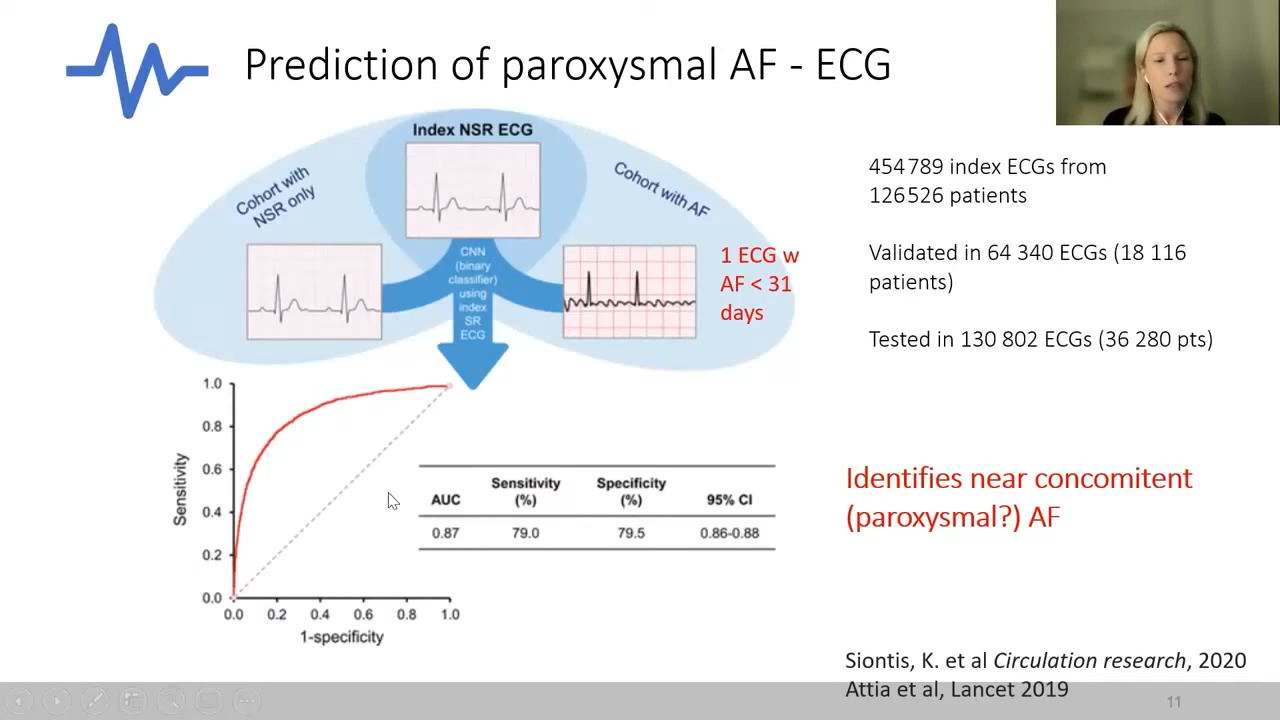 Prediction of paroxysmal AF - ECG
Index NSR ECG
Cohort with
NSR only
Cohort with AF
CNN
(binary
classifier)
using
index
SR
ECG
1 ECG w
AF < 31
days
454 789 index ECGs from
126 526 patients
Validated in 64 340 ECGs (18 116
patients)
Tested in 130 802 ECGs (36 280 pts)
1.0
0.8
0.6
0.4
0.2
0.0
Sensitivity
0.0 0.2 0.4 0.6 0.8 1.0
1-specificity
AUC Sensitivity (%) Specificity (%) 95% CI
0.87 79.0 79.5 0.86-0.88
Identifies near concomitent
(paroxysmal?) AF
Siontis, K. et al Circulation research, 2020
Attia et al, Lancet 2019
11